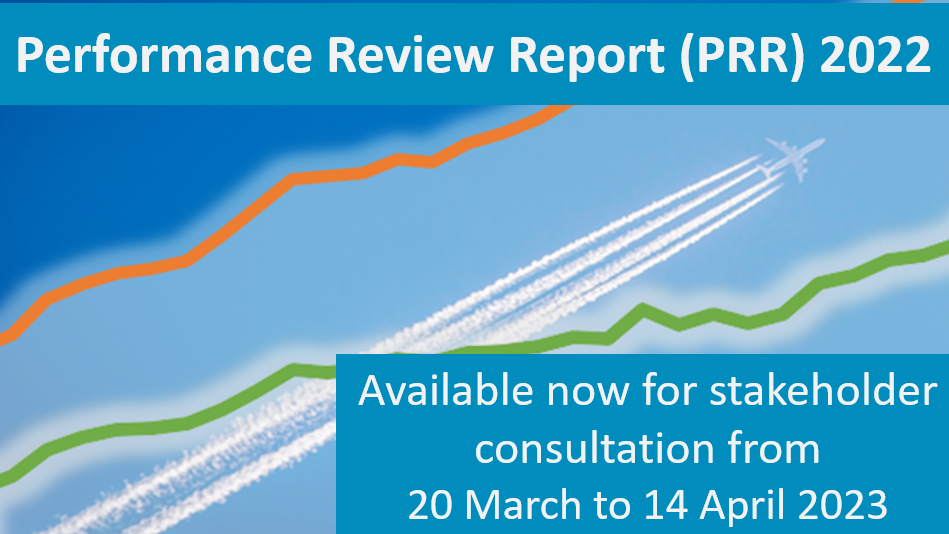 Performance Review Report (PRR) 2022
Available now for stakeholder
consultation from
20 March to 14 April 2023